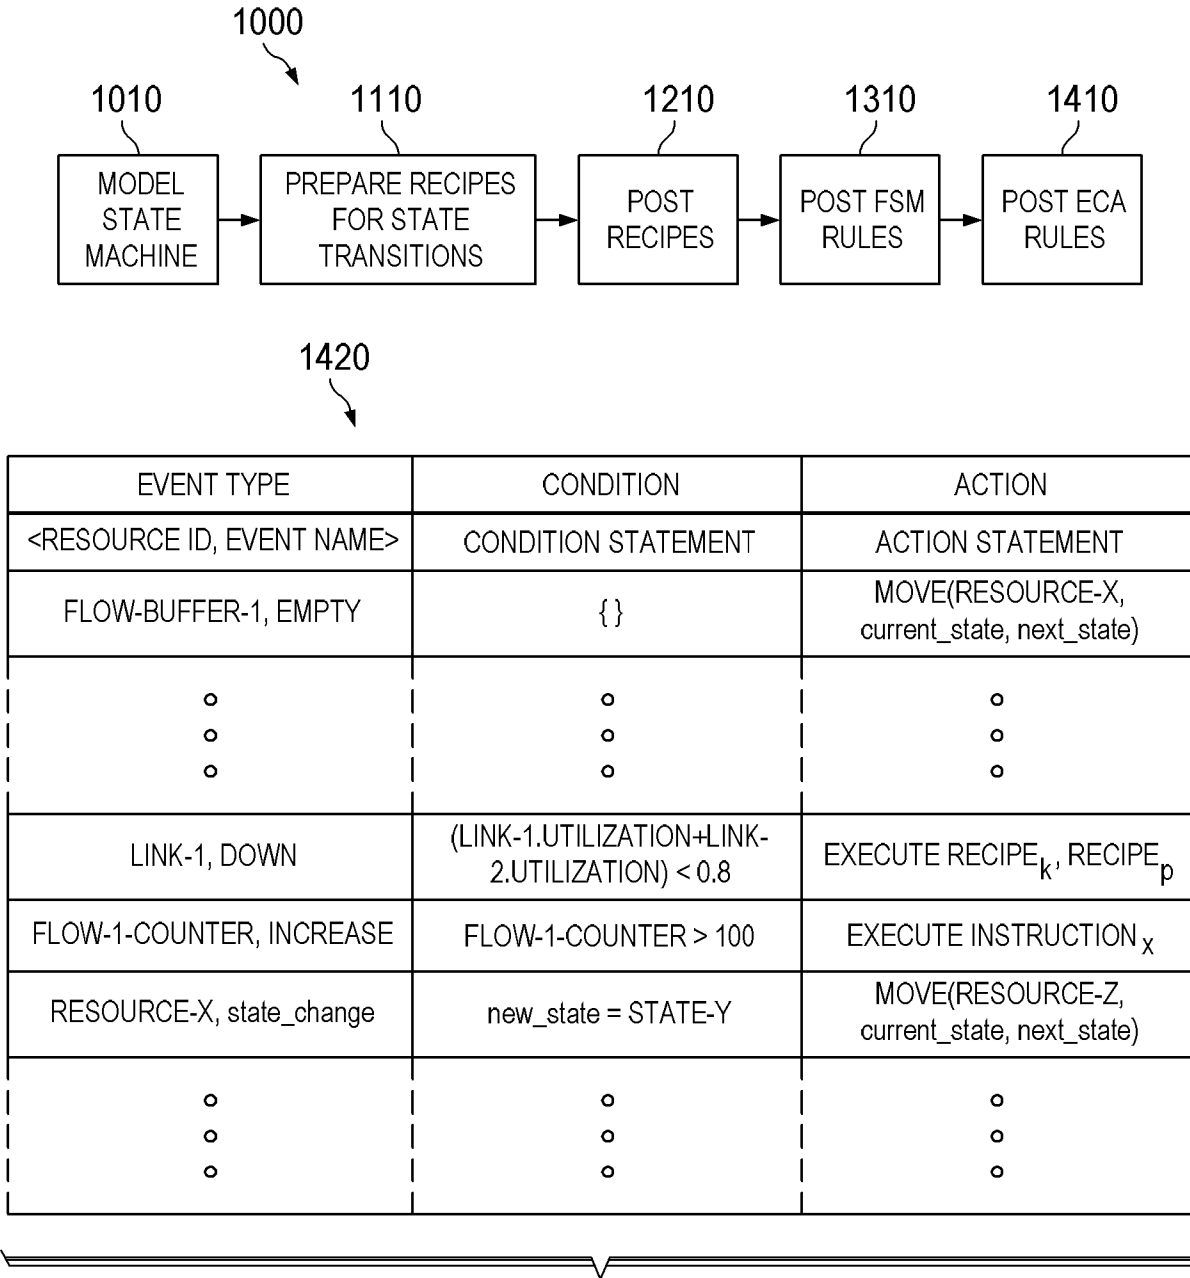 1000
1010
1110
1210
1310
1410
MODEL
STATE
MACHINE
PREPARE RECIPES
FOR STATE
TRANSITIONS
POST
RECIPES
POST FSM
RULES
POST ECA
RULES
1420
EVENT TYPE
CONDITION
ACTION
<RESOURCE ID, EVENT NAME>
CONDITION STATEMENT
ACTION STATEMENT
FLOW-BUFFER-1, EMPTY
{ }
MOVE(RESOURCE-X,
current_state, next_state)
LINK-1, DOWN
(LINK-1.UTILIZATION+LINK-
2.UTILIZATION) < 0.8
EXECUTE RECIPEk, RECIPEp
FLOW-1-COUNTER, INCREASE
FLOW-1-COUNTER > 100
EXECUTE INSTRUCTIONX
RESOURCE-X, state_change
new_state = STATE-Y
MOVE(RESOURCE-Z,
current_state, next_state)